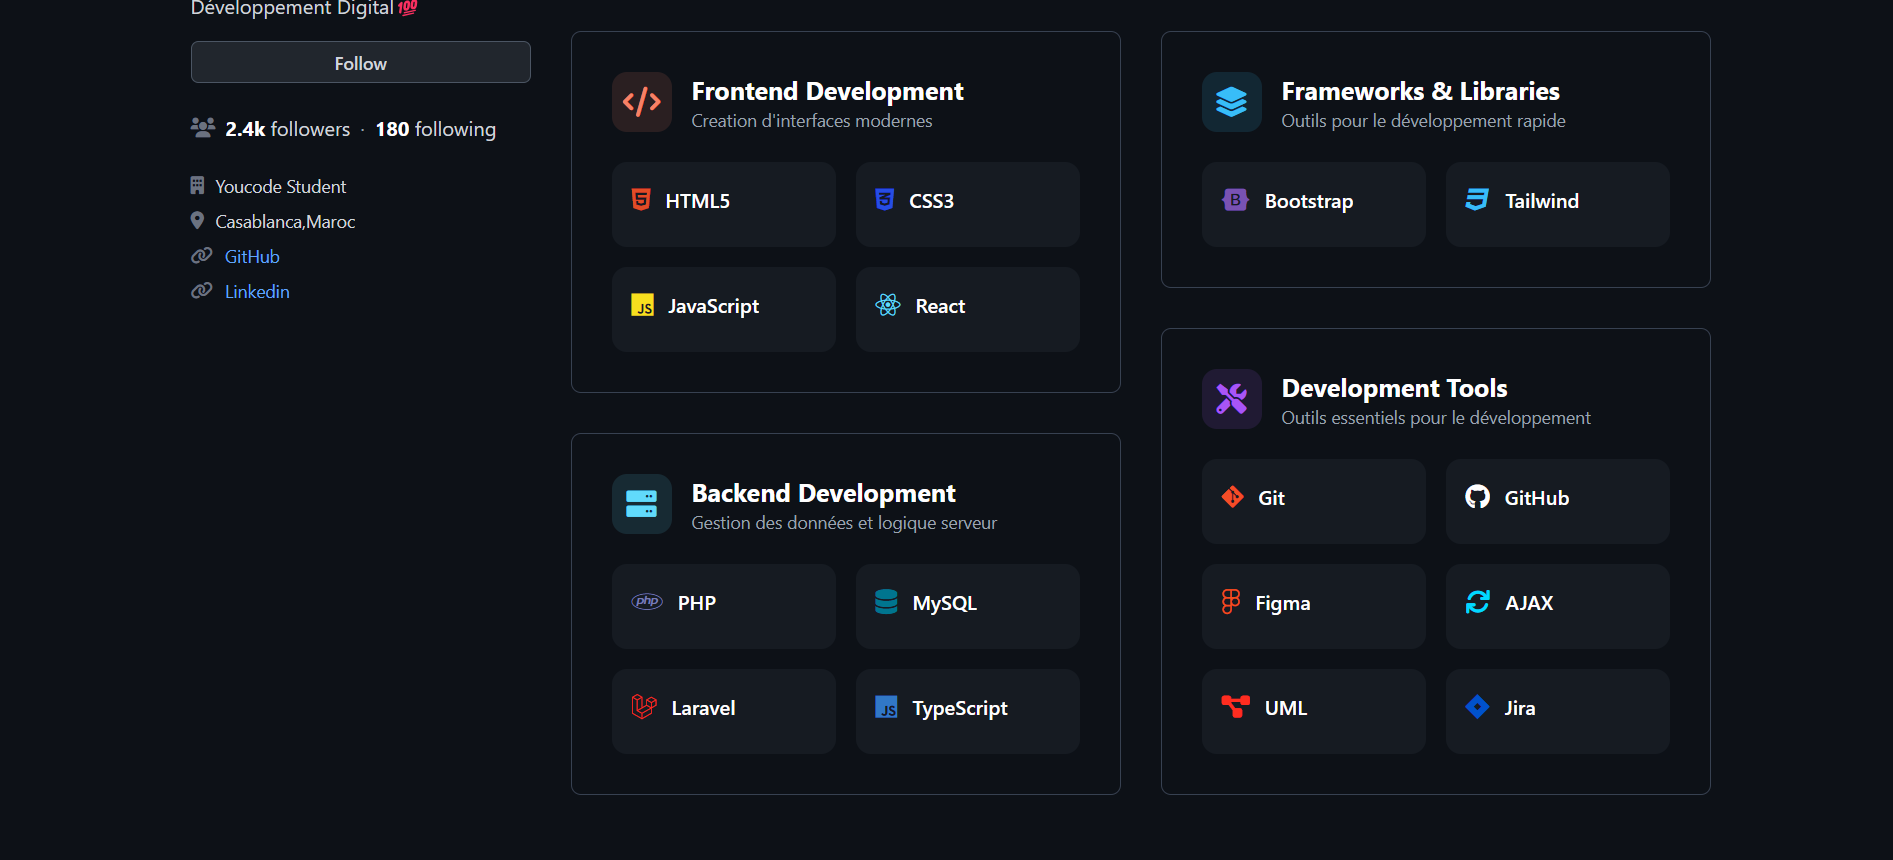 Développement Digital💯
Follow
2.4k followers · 180 following
Youcode Student
Casablanca,Maroc
GitHub
Linkedin
Frontend Development
Creation d'interfaces modernes
HTML5
CSS3
JS JavaScript
React
Backend Development
Gestion des données et logique serveur
php PHP
MySQL
Laravel
JS TypeScript
Frameworks & Libraries
Outils pour le développement rapide
B Bootstrap
Tailwind
Development Tools
Outils essentiels pour le développement
Git
GitHub
Figma
AJAX
UML
Jira